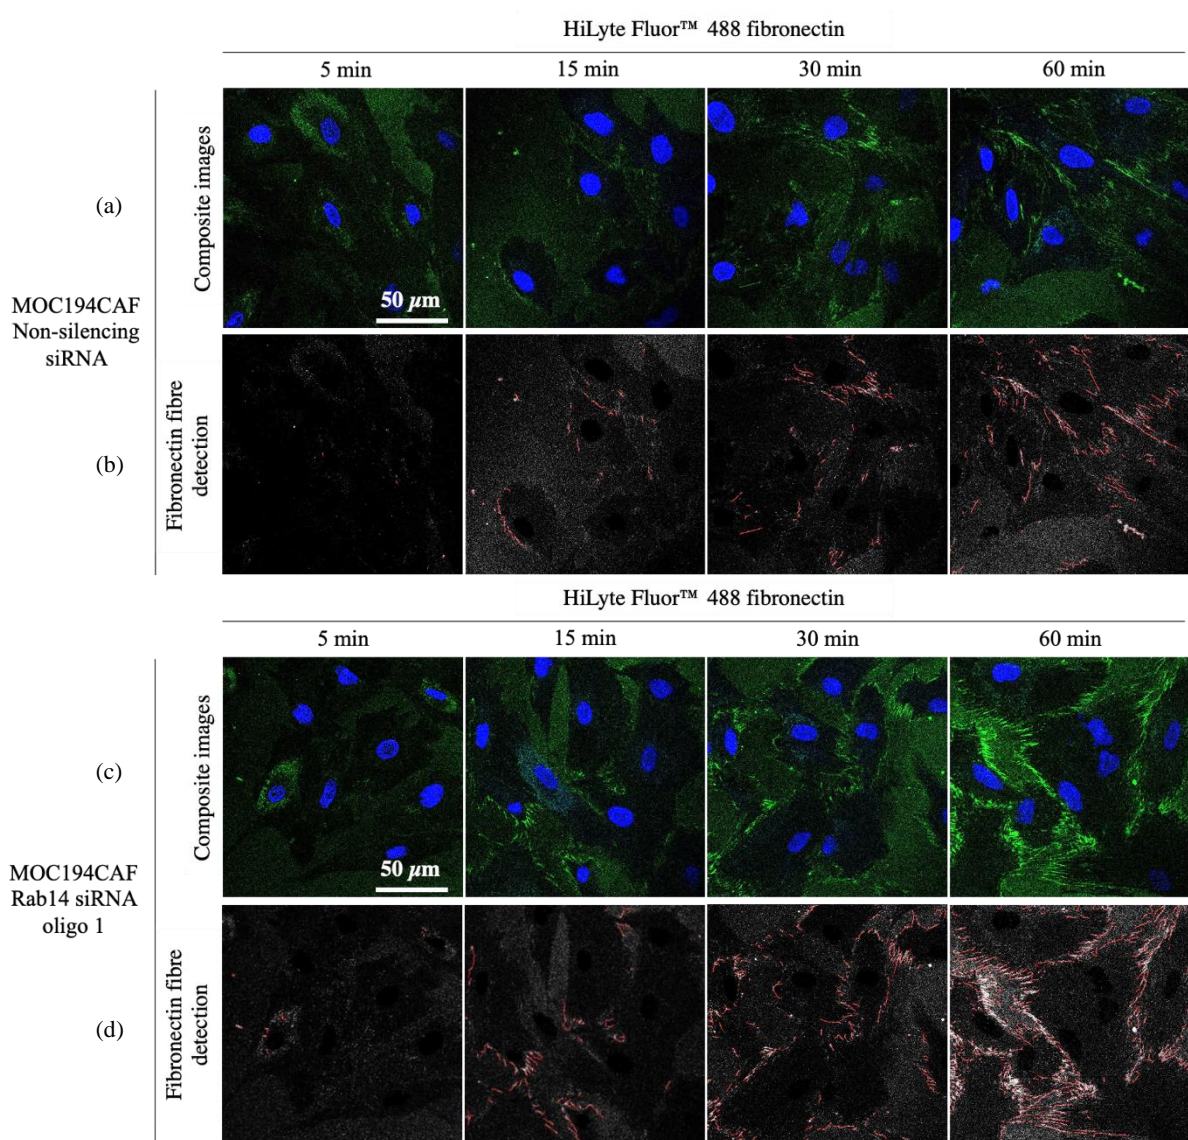 HiLyte Fluor™ 488 fibronectin
5 min
15 min
30 min
60 min
(a)
Composite images
50 µm
MOC194CAF
Non-silencing
siRNA
(b)
Fibronectin fibre
detection
HiLyte Fluor™ 488 fibronectin
5 min
15 min
30 min
60 min
(c)
Composite images
50 µm
MOC194CAF
Rab14 siRNA
oligo 1
(d)
Fibronectin fibre
detection